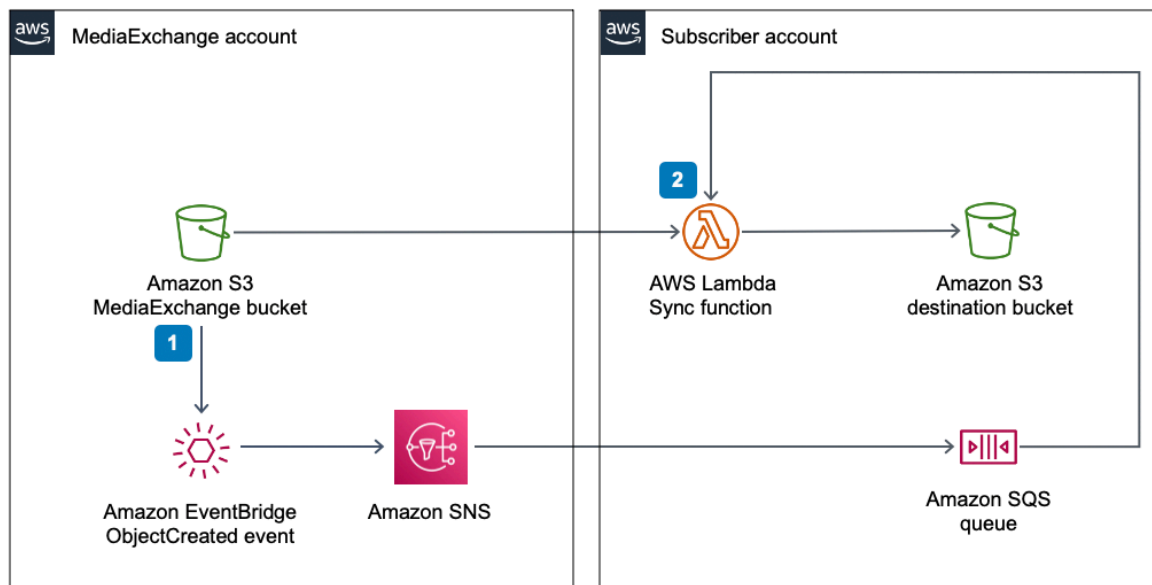 aws
MediaExchange account
aws
Subscriber account
2
Amazon S3
MediaExchange bucket
AWS Lambda
Sync function
Amazon S3
destination bucket
1
Amazon EventBridge
ObjectCreated event
Amazon SNS
Amazon SQS
queue